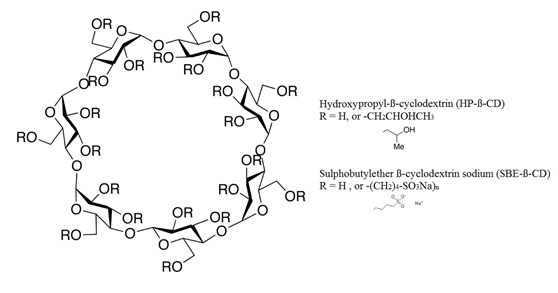 OR
O
O
OR
O
RO
OR
RO
O
O
OR
RO
OR
RO
O
O
OR
RO
O
OR
O
RO
O
OR
O
RO
OR
O
OR
RO
O
OR
O
RO
O
Hydroxypropyl-ß-cyclodextrin (HP-ß-CD)
R = H, or -CH2CHOHCH3
OH
Me
Sulphobutylether ß-cyclodextrin sodium (SBE-ß-CD)
R = H , or -(CH2)4-SO3Na)n
Na⁺